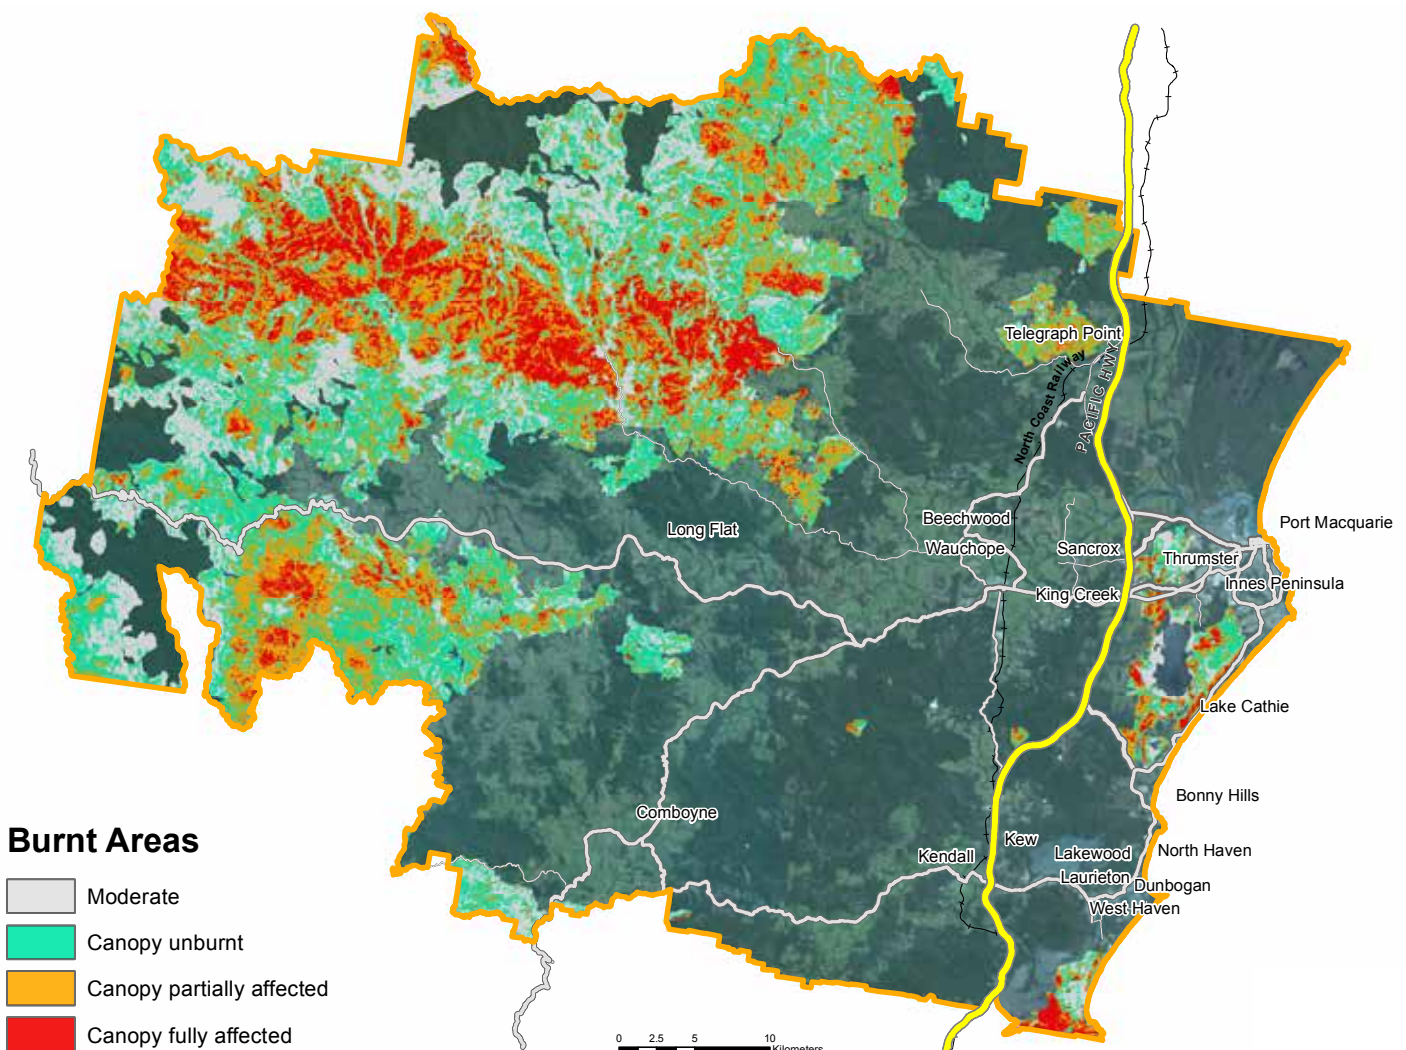 Telegraph Point
North Coast Railway
PACIFIC HWY
Port Macquarie
Beechwood
Long Flat
Wauchope
Sancrox
Thrumster
Innes Peninsula
King Creek
Lake Cathie
Bonny Hills
Comboyne
Kew
North Haven
Kendall
Lakewood
Laurieton
Dunbogan
West Haven
Burnt Areas
Moderate
Canopy unburnt
Canopy partially affected
Canopy fully affected
0 2.5 5 10
Kilometers